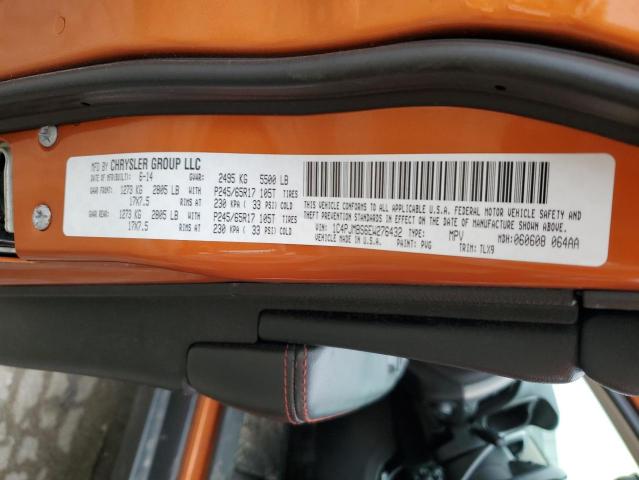 MFD BY CHRYSLER GROUP LLC
DATE OF MFR(BUILT): 6-14 GVWR: 2495 KG 5500 LB
GAWR FRONT: 1273 KG 2805 LB WITH P245/65R17 105T TIRES
17X7.5 RIMS AT 230 KPA ( 33 PSI) COLD
GAWR REAR: 1273 KG 2805 LB WITH P245/65R17 105T TIRES
17X7.5 RIMS AT 230 KPA ( 33 PSI) COLD
THIS VEHICLE CONFORMS TO ALL APPLICABLE U.S.A. FEDERAL MOTOR VEHICLE SAFETY AND
THEFT PREVENTION STANDARDS IN EFFECT ON THE DATE OF MANUFACTURE SHOWN ABOVE.
VIN: 1C4PJMBS6EW276432 TYPE: MPV MDH: 060608 064AA
VEHICLE MADE IN U.S.A. PAINT: PVG TRIM: TLX9